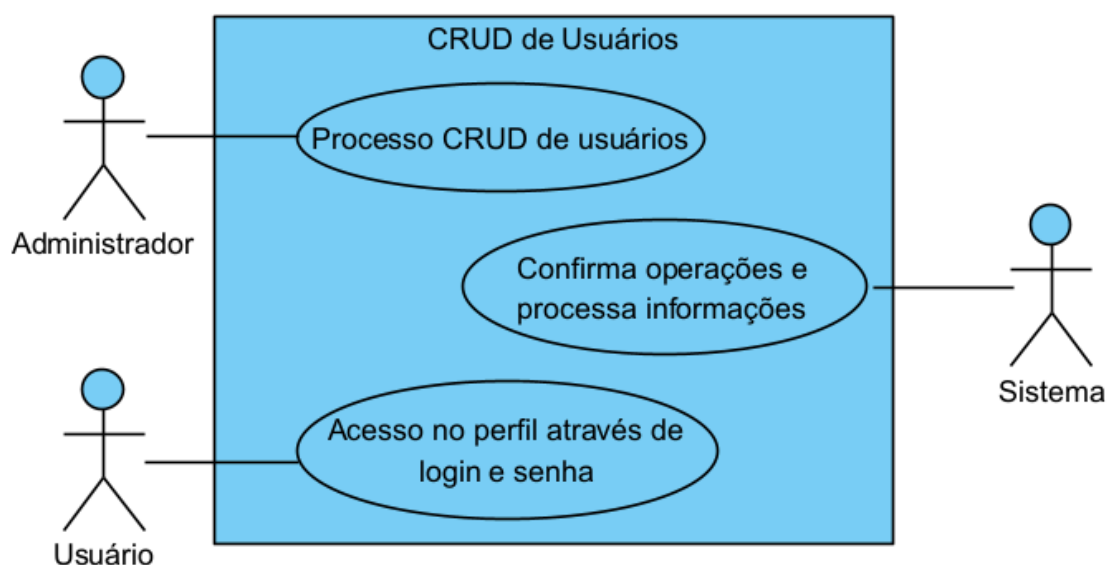 CRUD de Usuários
Processo CRUD de usuários
Administrador
Confirma operações e
processa informações
Sistema
Acesso no perfil através de
login e senha
Usuário